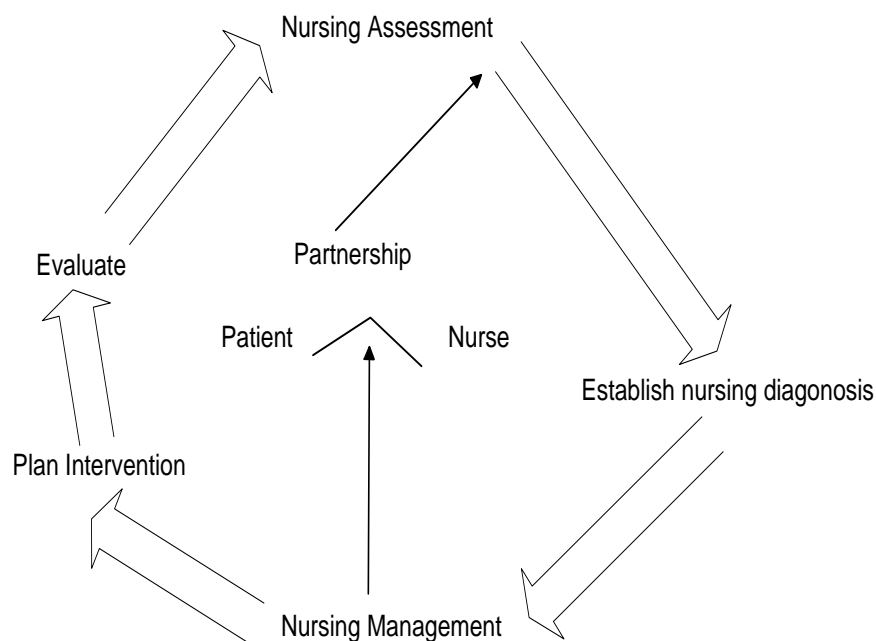 Nursing Assessment
Partnership
Evaluate
Patient
Nurse
Establish nursing diagonosis
Plan Intervention
Nursing Management